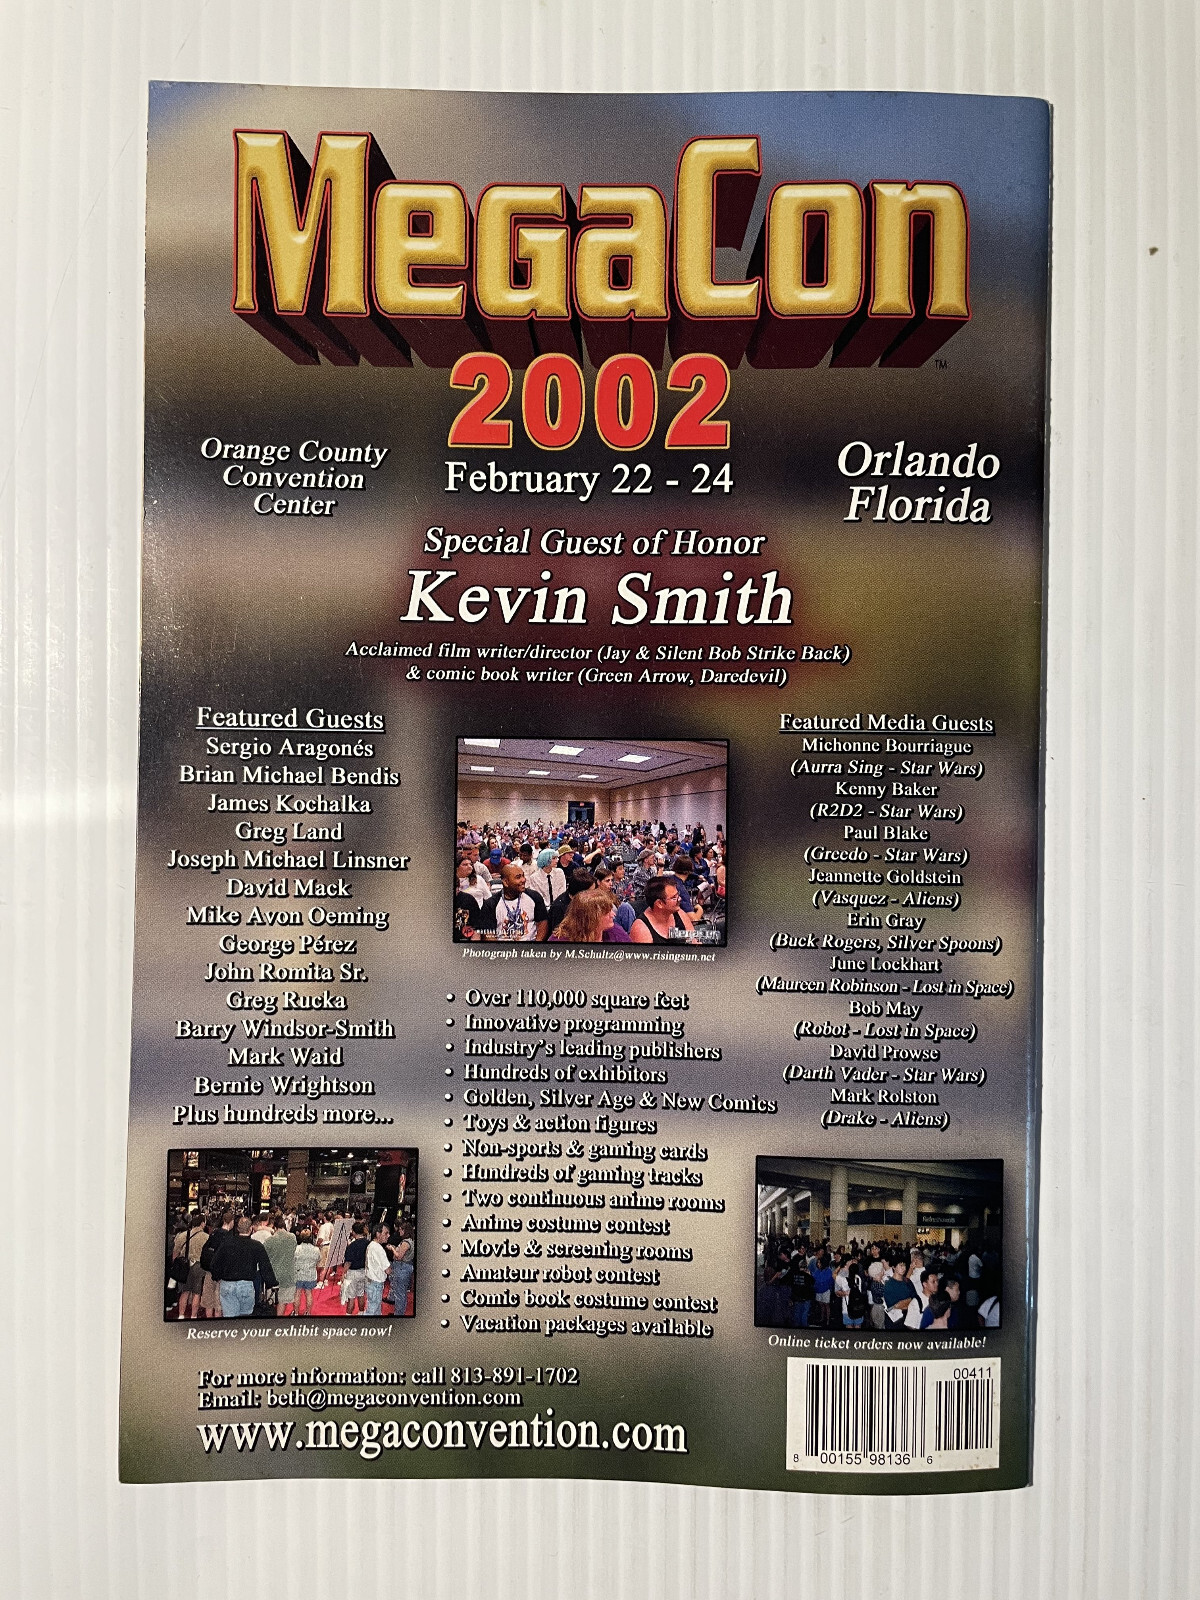 MegaCon
TM
2002
February 22 - 24
Orange County
Convention
Center
Orlando
Florida
Special Guest of Honor
Kevin Smith
Acclaimed film writer/director (Jay & Silent Bob Strike Back)
& comic book writer (Green Arrow, Daredevil)
Featured Guests
Sergio Aragonés
Brian Michael Bendis
James Kochalka
Greg Land
Joseph Michael Linsner
David Mack
Mike Avon Oeming
George Pérez
John Romita Sr.
Greg Rucka
Barry Windsor-Smith
Mark Waid
Bernie Wrightson
Plus hundreds more...
Reserve your exhibit space now!
Photograph taken by M.Schultz@www.risingsun.net
• Over 110,000 square feet
• Innovative programming
• Industry's leading publishers
• Hundreds of exhibitors
• Golden, Silver Age & New Comics
• Toys & action figures
• Non-sports & gaming cards
• Hundreds of gaming tracks
• Two continuous anime rooms
• Anime costume contest
• Movie & screening rooms
• Amateur robot contest
• Comic book costume contest
• Vacation packages available
Featured Media Guests
Michonne Bourriague
(Aurra Sing - Star Wars)
Kenny Baker
(R2D2 - Star Wars)
Paul Blake
(Greedo - Star Wars)
Jeannette Goldstein
(Vasquez - Aliens)
Erin Gray
(Buck Rogers, Silver Spoons)
June Lockhart
(Maureen Robinson - Lost in Space)
Bob May
(Robot - Lost in Space)
David Prowse
(Darth Vader - Star Wars)
Mark Rolston
(Drake - Aliens)
Refreshments
Online ticket orders now available!
For more information: call 813-891-1702
Email: beth@megaconvention.com
www.megaconvention.com
00411
8 00155 98136 6